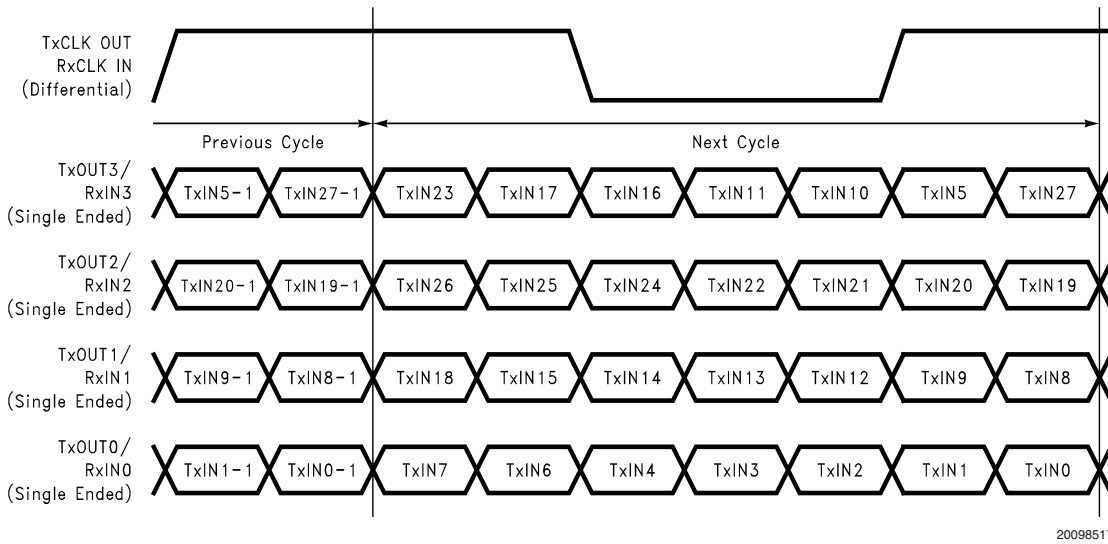 TxCLK OUT
RxCLK IN
(Differential)
Previous Cycle
Next Cycle
TxOUT3/
RxIN3
(Single Ended)
TxIN5-1 TxIN27-1 TxIN23 TxIN17 TxIN16 TxIN11 TxIN10 TxIN5 TxIN27
TxOUT2/
RxIN2
(Single Ended)
TxIN20-1 TxIN19-1 TxIN26 TxIN25 TxIN24 TxIN22 TxIN21 TxIN20 TxIN19
TxOUT1/
RxIN1
(Single Ended)
TxIN9-1 TxIN8-1 TxIN18 TxIN15 TxIN14 TxIN13 TxIN12 TxIN9 TxIN8
TxOUT0/
RxIN0
(Single Ended)
TxIN1-1 TxIN0-1 TxIN7 TxIN6 TxIN4 TxIN3 TxIN2 TxIN1 TxIN0